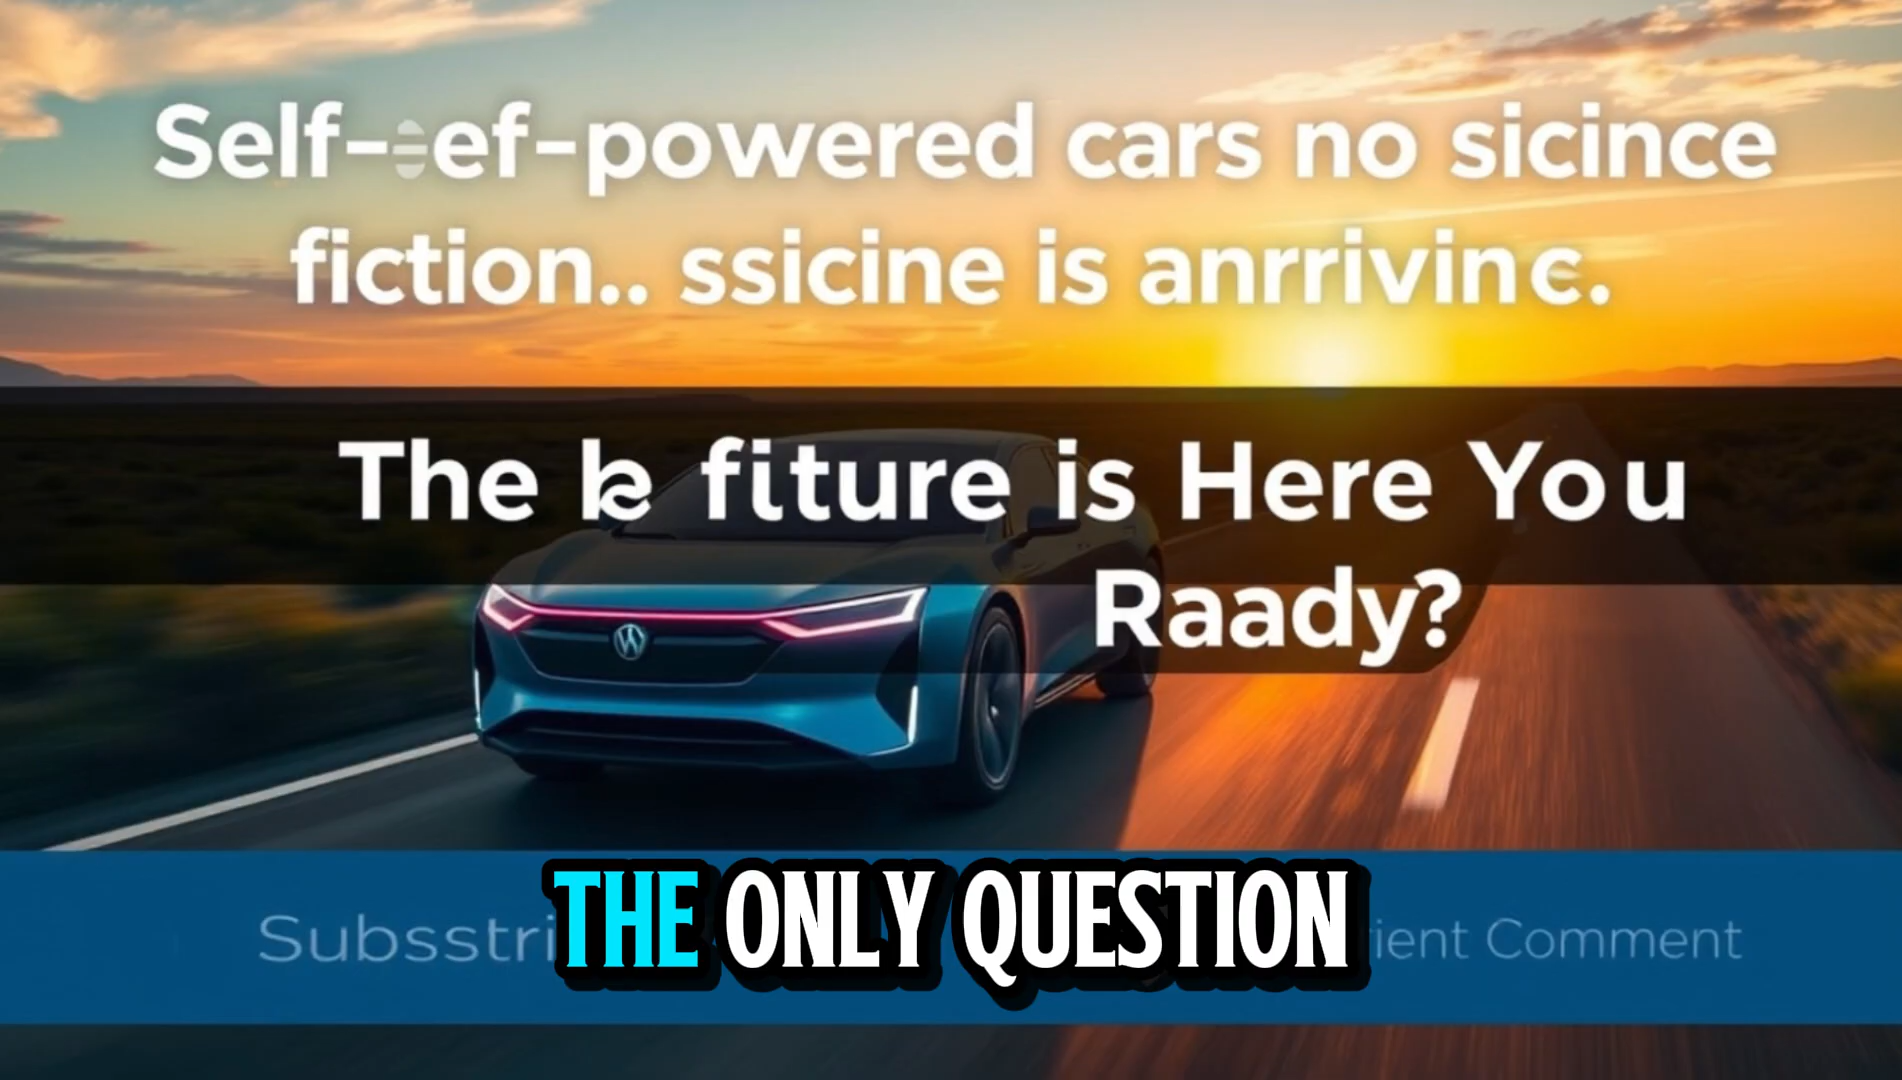 Self-ef-powered cars no sicince
fiction.. ssicine is anrrivinc.
The fiture is Here You
Raady?
Subsstri
THE ONLY QUESTION
ient Comment